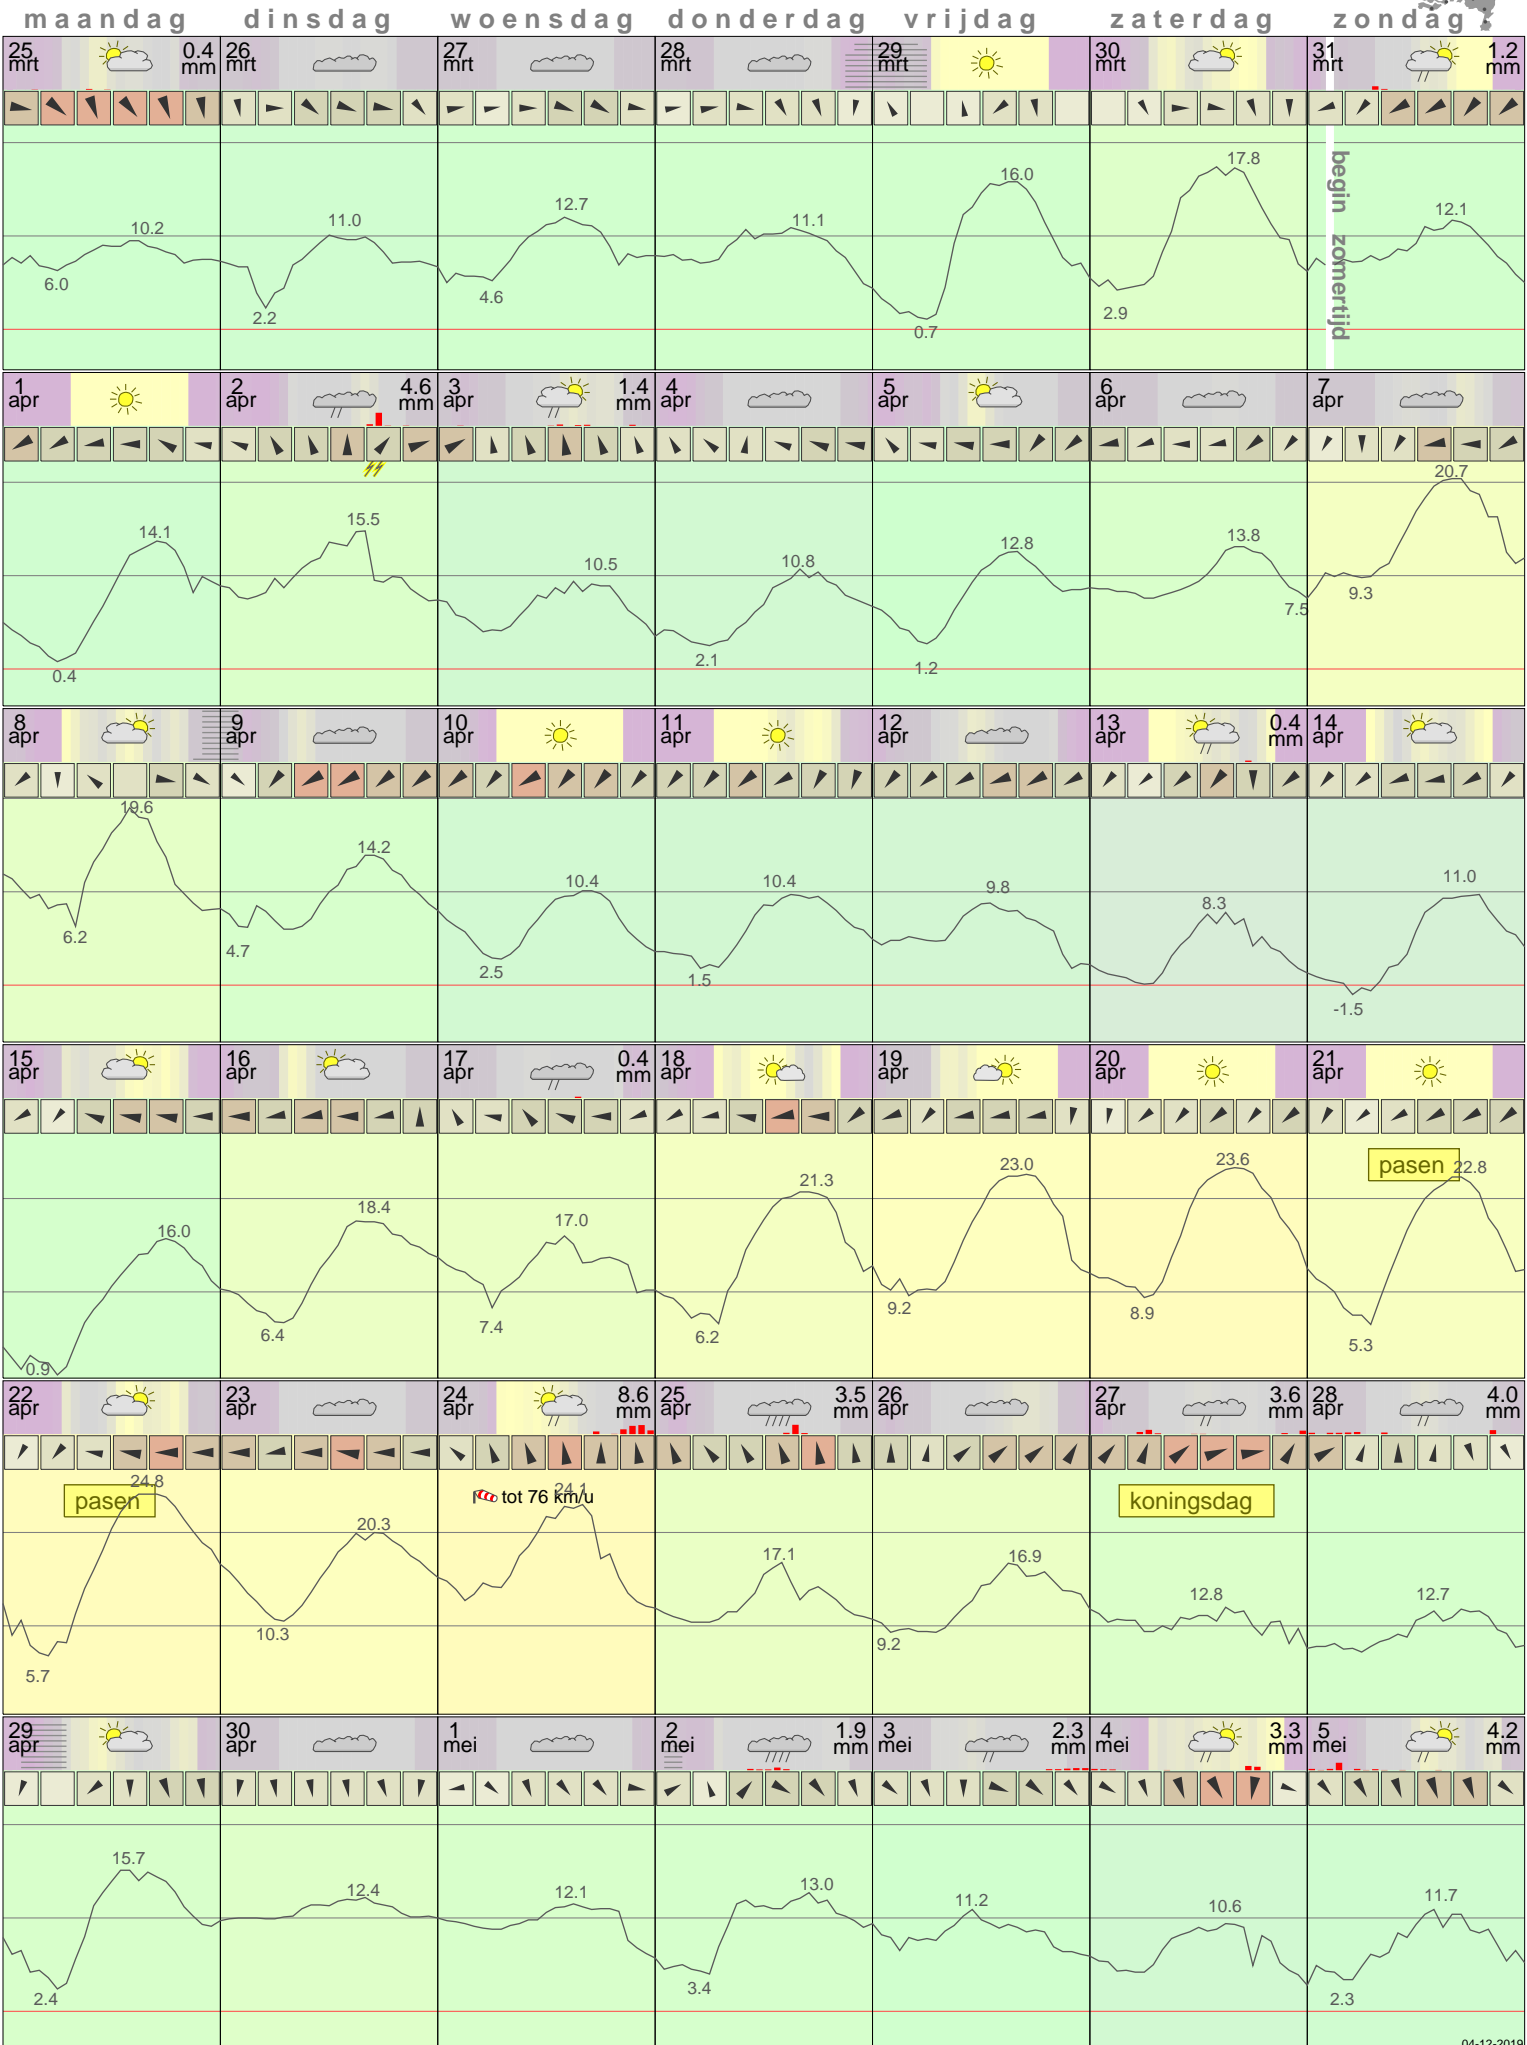 maandag dinsdag woensdag donderdag vrijdag zaterdag zondag
25 mrt 0.4 mm 26 mrt 27 mrt 28 mrt 29 mrt 30 mrt 31 mrt 1.2 mm
begin zomertijd
10.2 11.0 12.7 11.1 16.0 17.8 12.1
6.0 2.2 4.6 0.7 2.9
1 apr 2 apr 4.6 mm 3 apr 1.4 mm 4 apr 5 apr 6 apr 7 apr
14.1 15.5 10.5 10.8 12.8 13.8 20.7
0.4 2.1 1.2 7.5 9.3
8 apr 9 apr 10 apr 11 apr 12 apr 13 apr 0.4 mm 14 apr
19.6 14.2 10.4 10.4 9.8 8.3 11.0
6.2 4.7 2.5 1.5 -1.5
15 apr 16 apr 17 apr 0.4 mm 18 apr 19 apr 20 apr 21 apr
pasen
16.0 18.4 17.0 21.3 23.0 23.6 22.8
0.9 6.4 7.4 6.2 9.2 8.9 5.3
22 apr 23 apr 24 apr 8.6 mm 25 apr 3.5 mm 26 apr 27 apr 3.6 mm 28 apr 4.0 mm
pasen tot 76 km/u koningsdag
24.8 20.3 24.1 17.1 16.9 12.8 12.7
5.7 10.3 9.2
29 apr 30 apr 1 mei 2 mei 1.9 mm 3 mei 2.3 mm 4 mei 3.3 mm 5 mei 4.2 mm
15.7 12.4 12.1 13.0 11.2 10.6 11.7
2.4 3.4 2.3
04-12-2019